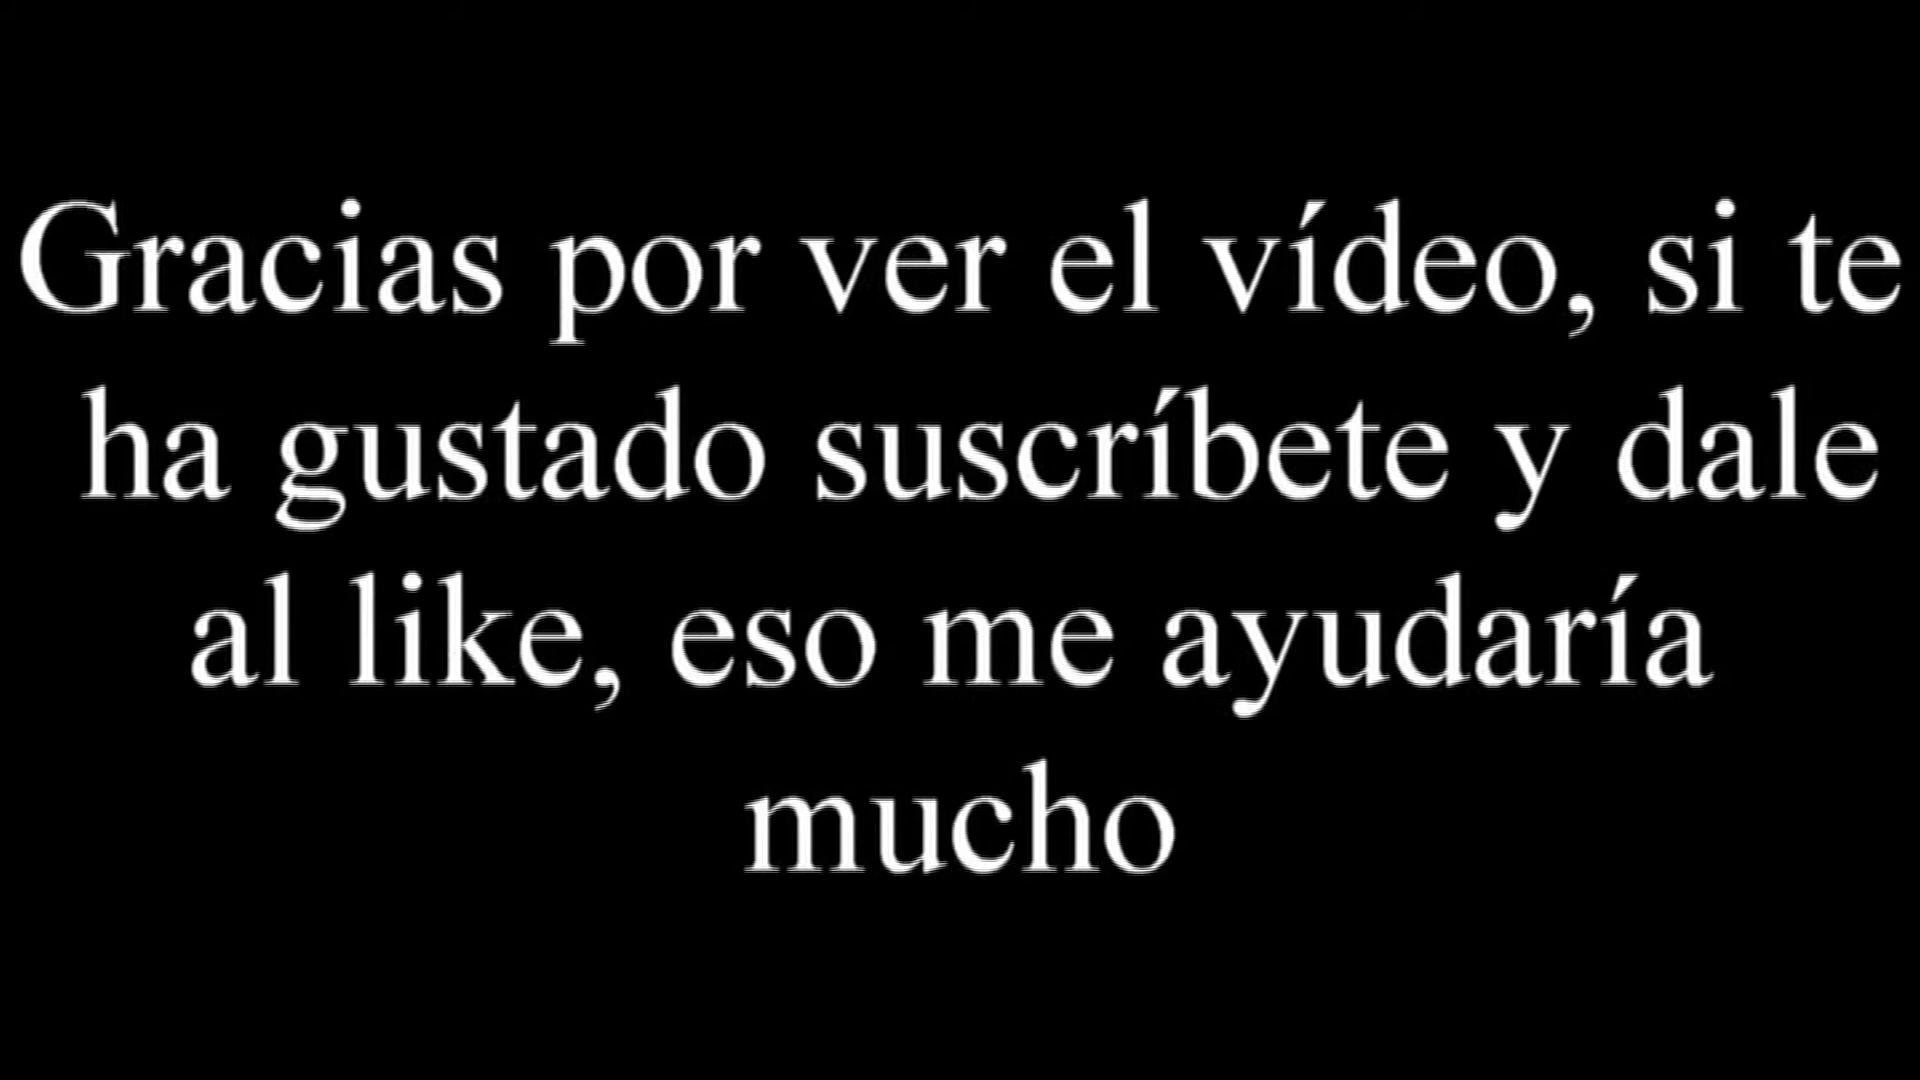 Gracias por ver el vídeo, si te
ha gustado suscríbete y dale
al like, eso me ayudaría
mucho